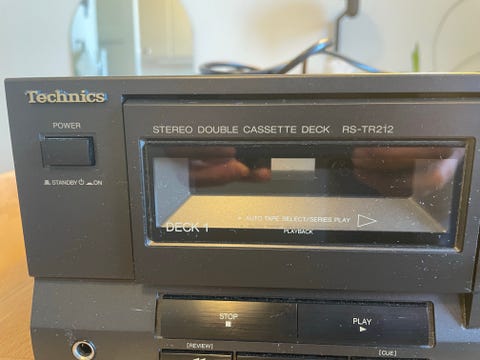 Technics
POWER
STANDBY ⏻ ON
STEREO DOUBLE CASSETTE DECK RS-TR212
AUTO TAPE SELECT/SERIES PLAY
DECK 1
PLAYBACK
STOP
PLAY
[REVIEW]
[CUE]